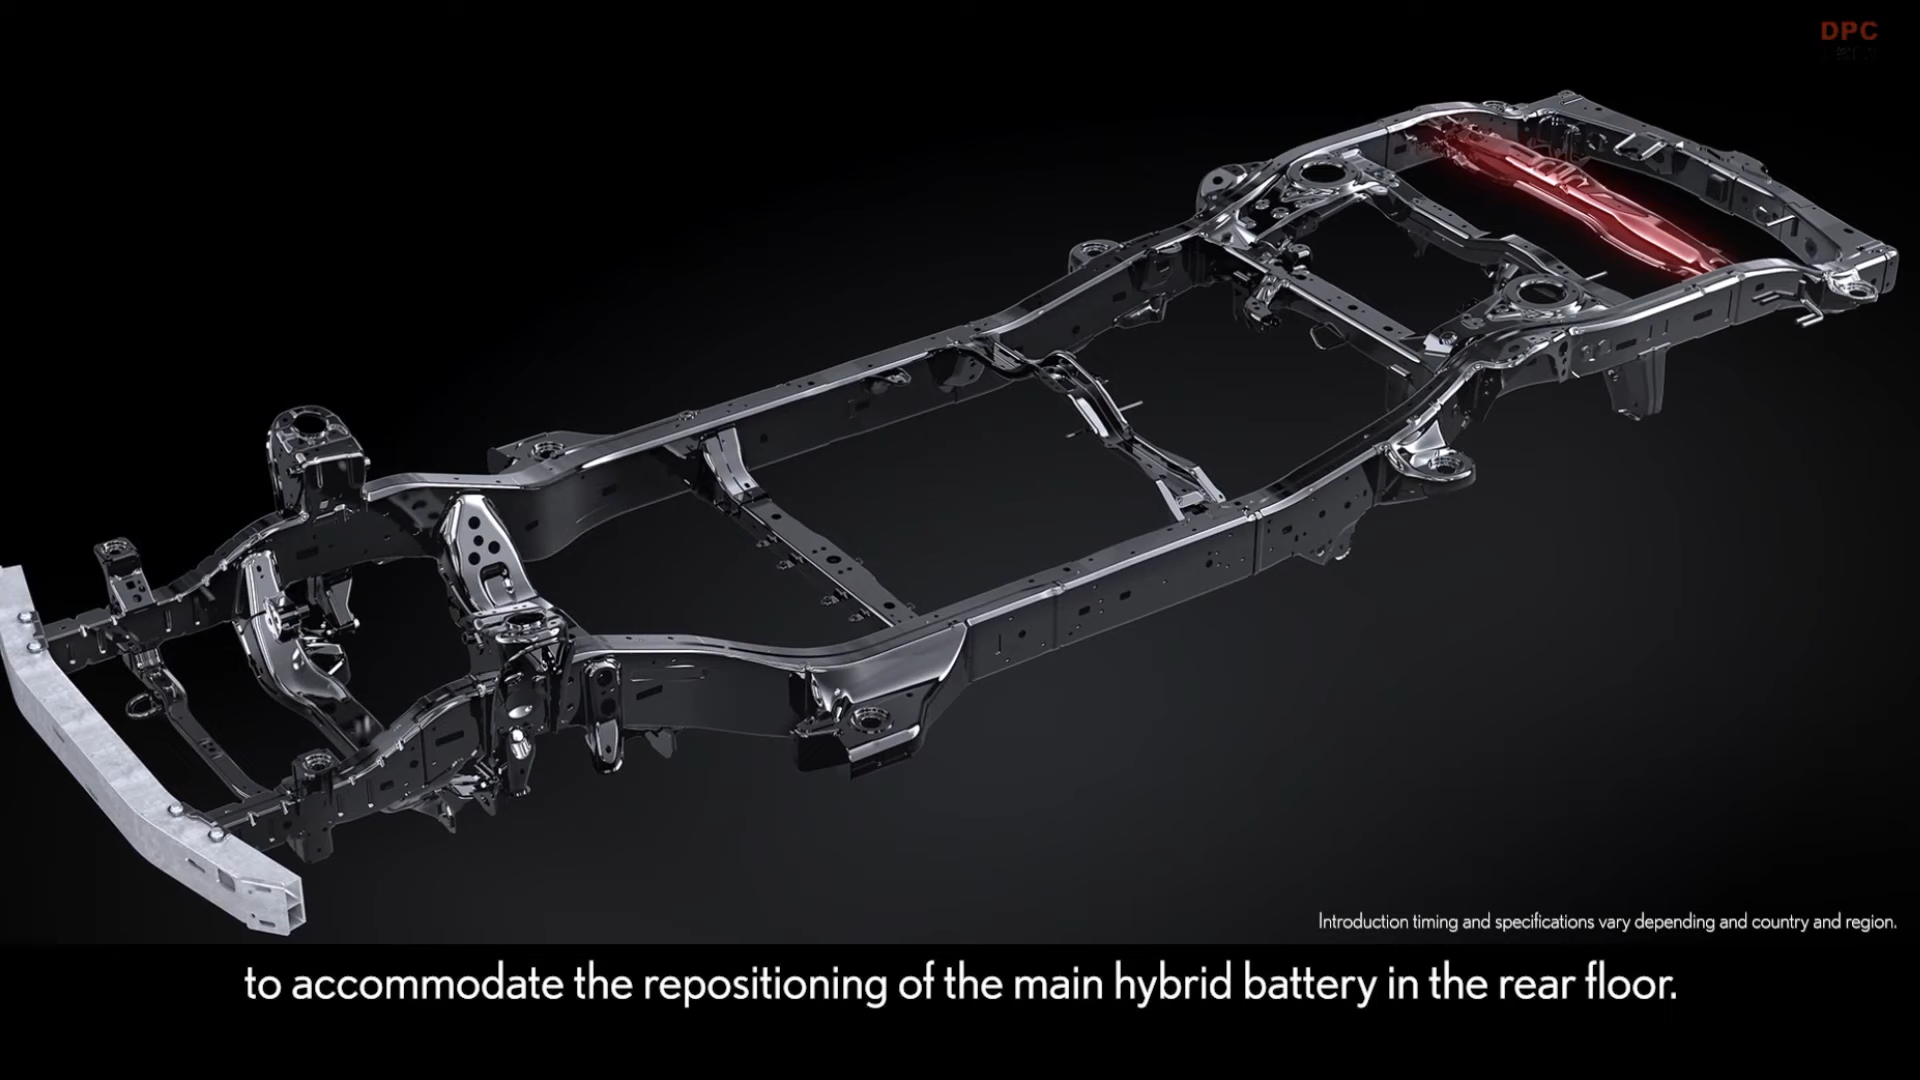 DPC
Introduction timing and specifications vary depending and country and region.
to accommodate the repositioning of the main hybrid battery in the rear floor.